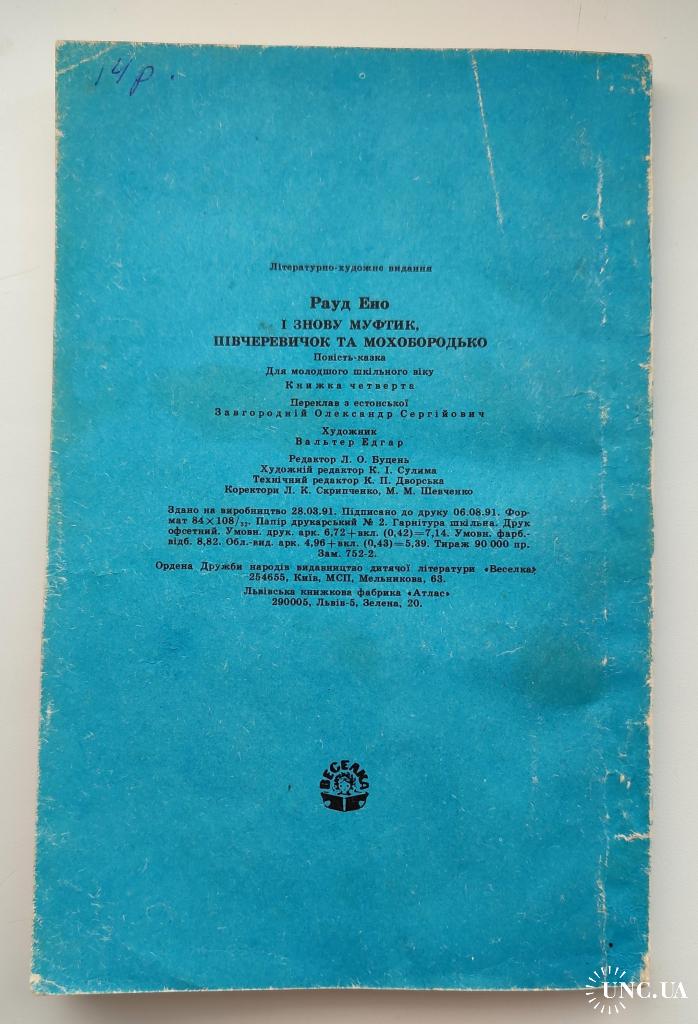 14р.
Літературно-художнє видання
Рауд Ено
І ЗНОВУ МУФТИК,
ПІВЧЕРЕВИЧОК ТА МОХОБОРОДЬКО
Повість-казка
Для молодшого шкільного віку
Книжка четверта
Переклав з естонської
Завгородній Олександр Сергійович
Художник
Вальтер Едгар
Редактор Л. О. Буцень
Художній редактор К. І. Сулима
Технічний редактор К. П. Дворська
Коректори Л. К. Скрипченко, М. М. Шевченко
Здано на виробництво 28.03.91. Підписано до друку 06.08.91. Фор-
мат 84×108/32. Папір друкарський № 2. Гарнітура шкільна. Друк
офсетний. Умовн. друк. арк. 6,72+вкл. (0,42)=7,14. Умовн. фарб.-
відб. 8,82. Обл.-вид. арк. 4,96+вкл. (0,43)=5,39. Тираж 90 000 пр.
Зам. 752-2.
Ордена Дружби народів видавництво дитячої літератури «Веселка»
254655, Київ, МСП, Мельникова, 63.
Львівська книжкова фабрика «Атлас»
290005, Львів-5, Зелена, 20.
ВЕСЕЛКА
UNC.UA